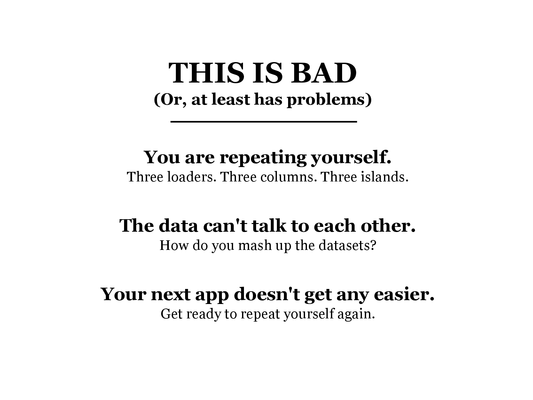 THIS IS BAD
(Or, at least has problems)
You are repeating yourself.
Three loaders. Three columns. Three islands.
The data can't talk to each other.
How do you mash up the datasets?
Your next app doesn't get any easier.
Get ready to repeat yourself again.